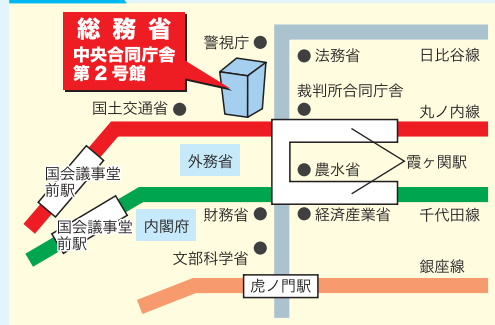 総務省
中央合同庁舎
第2号館
警視庁
法務省
日比谷線
裁判所合同庁舎
国土交通省
丸ノ内線
外務省
農水省
霞ヶ関駅
国会議事堂
前駅
財務省
経済産業省
千代田線
国会議事堂
前駅
内閣府
文部科学省
銀座線
虎ノ門駅